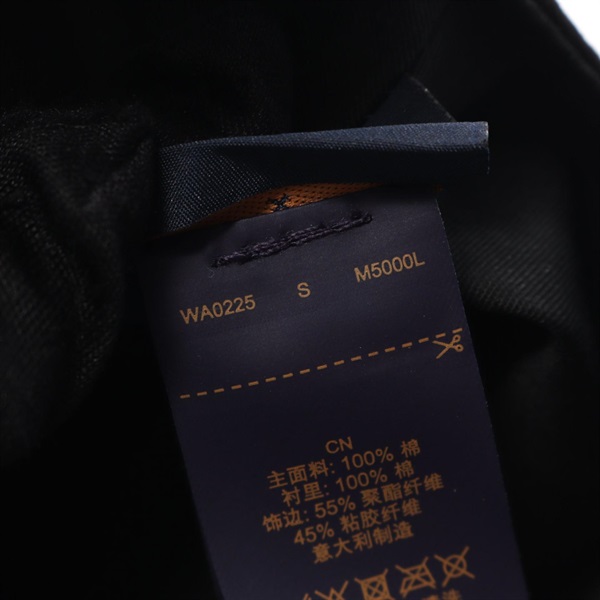 WA0225 S M5000L
CN
主面料: 100% 棉
衬里: 100% 棉
饰边: 55% 聚酯纤维
45% 粘胶纤维
意大利制造